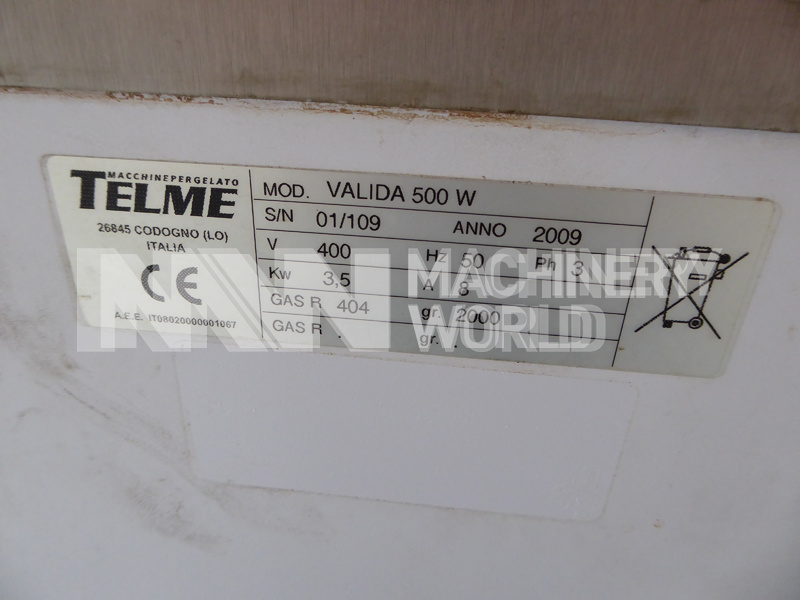 MACCHINEPERGELATO
TELME
26845 CODOGNO (LO)
ITALIA
CE
A.E.E. IT08020000001067
MOD. VALIDA 500 W
S/N 01/109 ANNO 2009
V 400 Hz 50 Ph 3
Kw 3,5 A 8
GAS R 404 gr. 2000
GAS R . gr. .
MACHINERY
WORLD